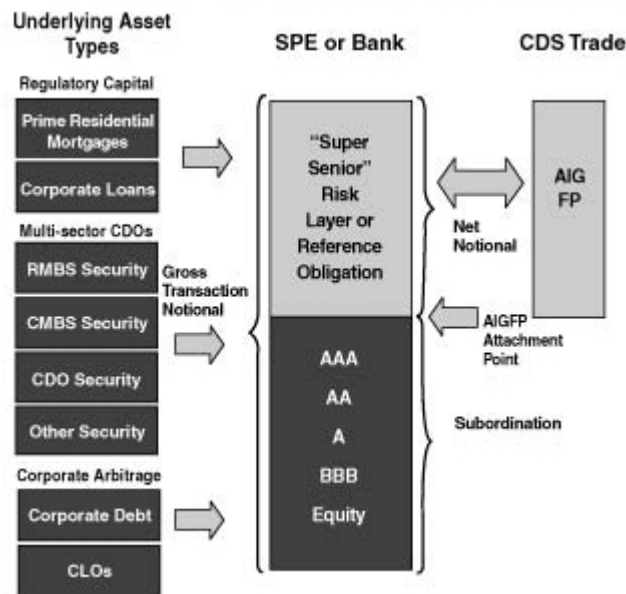 Underlying Asset
Types
SPE or Bank
CDS Trade
Regulatory Capital
Prime Residential
Mortgages
Corporate Loans
Multi-sector CDOs
RMBS Security
CMBS Security
CDO Security
Other Security
Corporate Arbitrage
Corporate Debt
CLOs
Gross
Transaction
Notional
“Super
Senior”
Risk
Layer or
Reference
Obligation
AAA
AA
A
BBB
Equity
Net
Notional
AIGFP
Attachment
Point
Subordination
AIG
FP